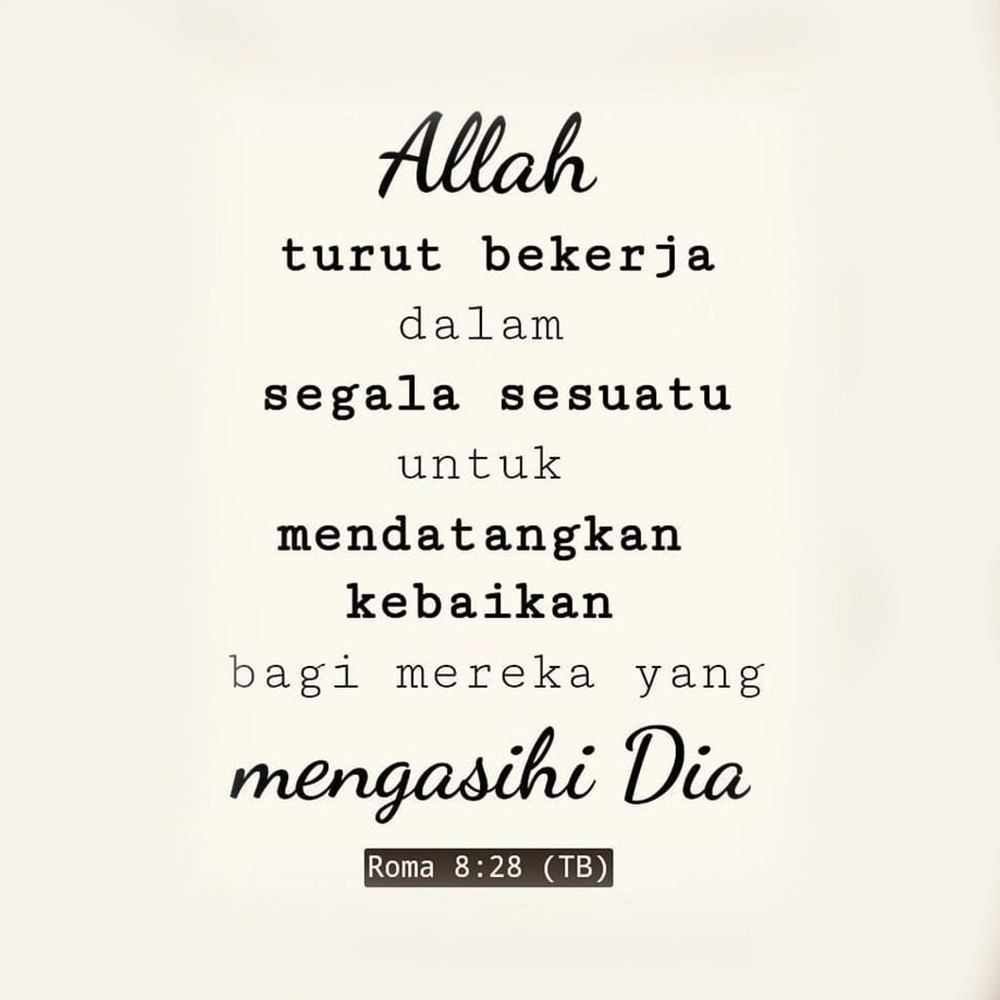 Allah
turut bekerja
dalam
segala sesuatu
untuk
mendatangkan
kebaikan
bagi mereka yang
mengasihi Dia
Roma 8:28 (TB)